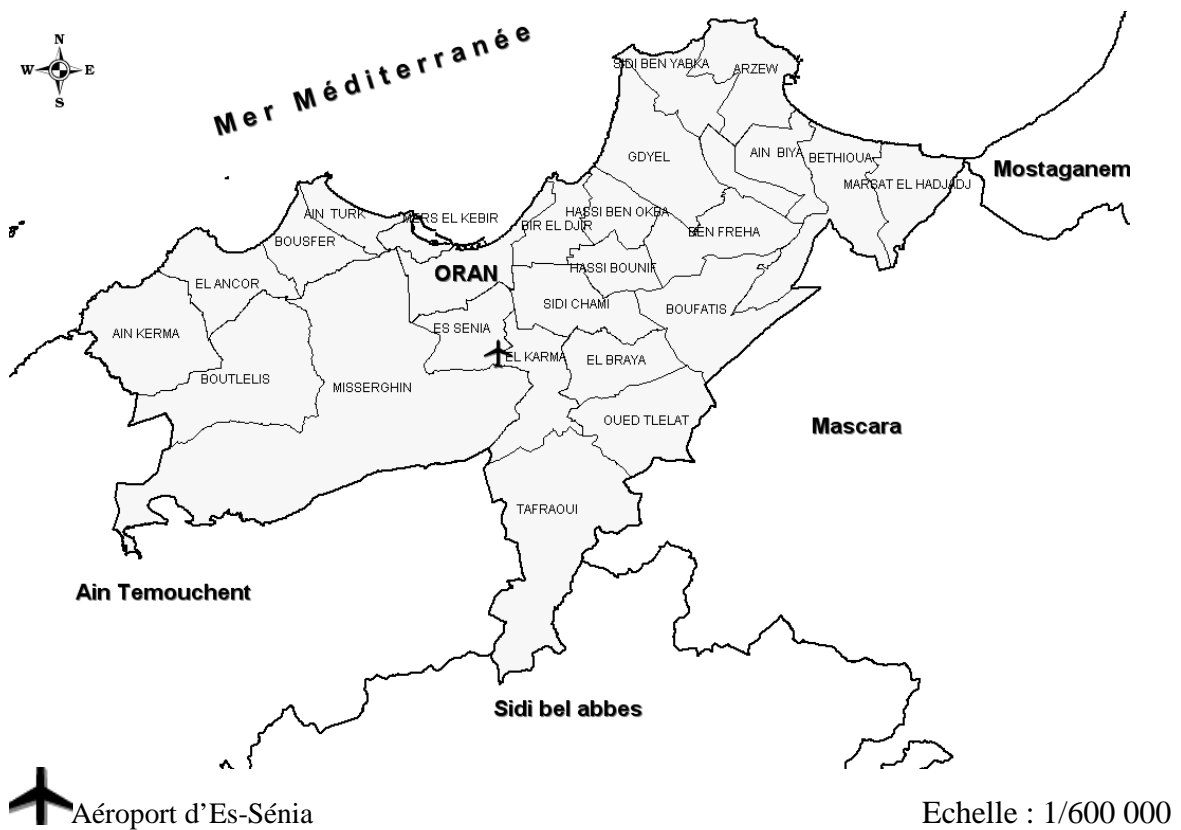 N
W E
S
Mer Méditerranée
SIDI BEN YABKA
ARZEW
GDYEL
AIN BIYA
BETHIOUA
MARSAT EL HADJADJ
Mostaganem
AIN TURK
MERS EL KEBIR
HASSI BEN OKBA
BIR EL DJIR
BEN FREHA
BOUSFER
ORAN
HASSI BOUNIF
EL ANCOR
SIDI CHAMI
BOUFATIS
AIN KERMA
ES SENIA
EL KARMA
EL BRAYA
BOUTLELIS
MISSERGHIN
OUED TLELAT
Mascara
TAFRAOUI
Ain Temouchent
Sidi bel abbes
Aéroport d’Es-Sénia
Echelle : 1/600 000